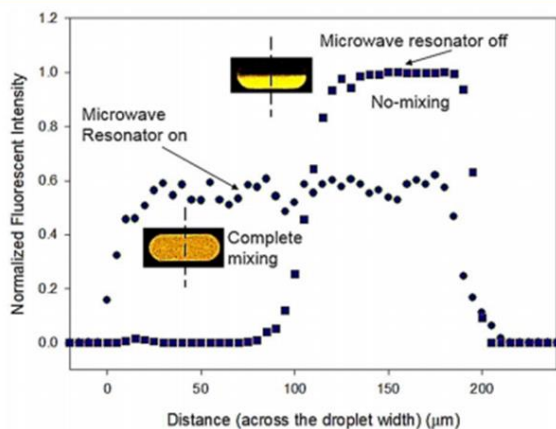 1.2
Microwave resonator off
1.0
No-mixing
0.8
Microwave
Resonator on
0.6
0.4
Complete
mixing
0.2
0.0
0
50
100
150
200
Normalized Fluorescent Intensity
Distance (across the droplet width) (μm)